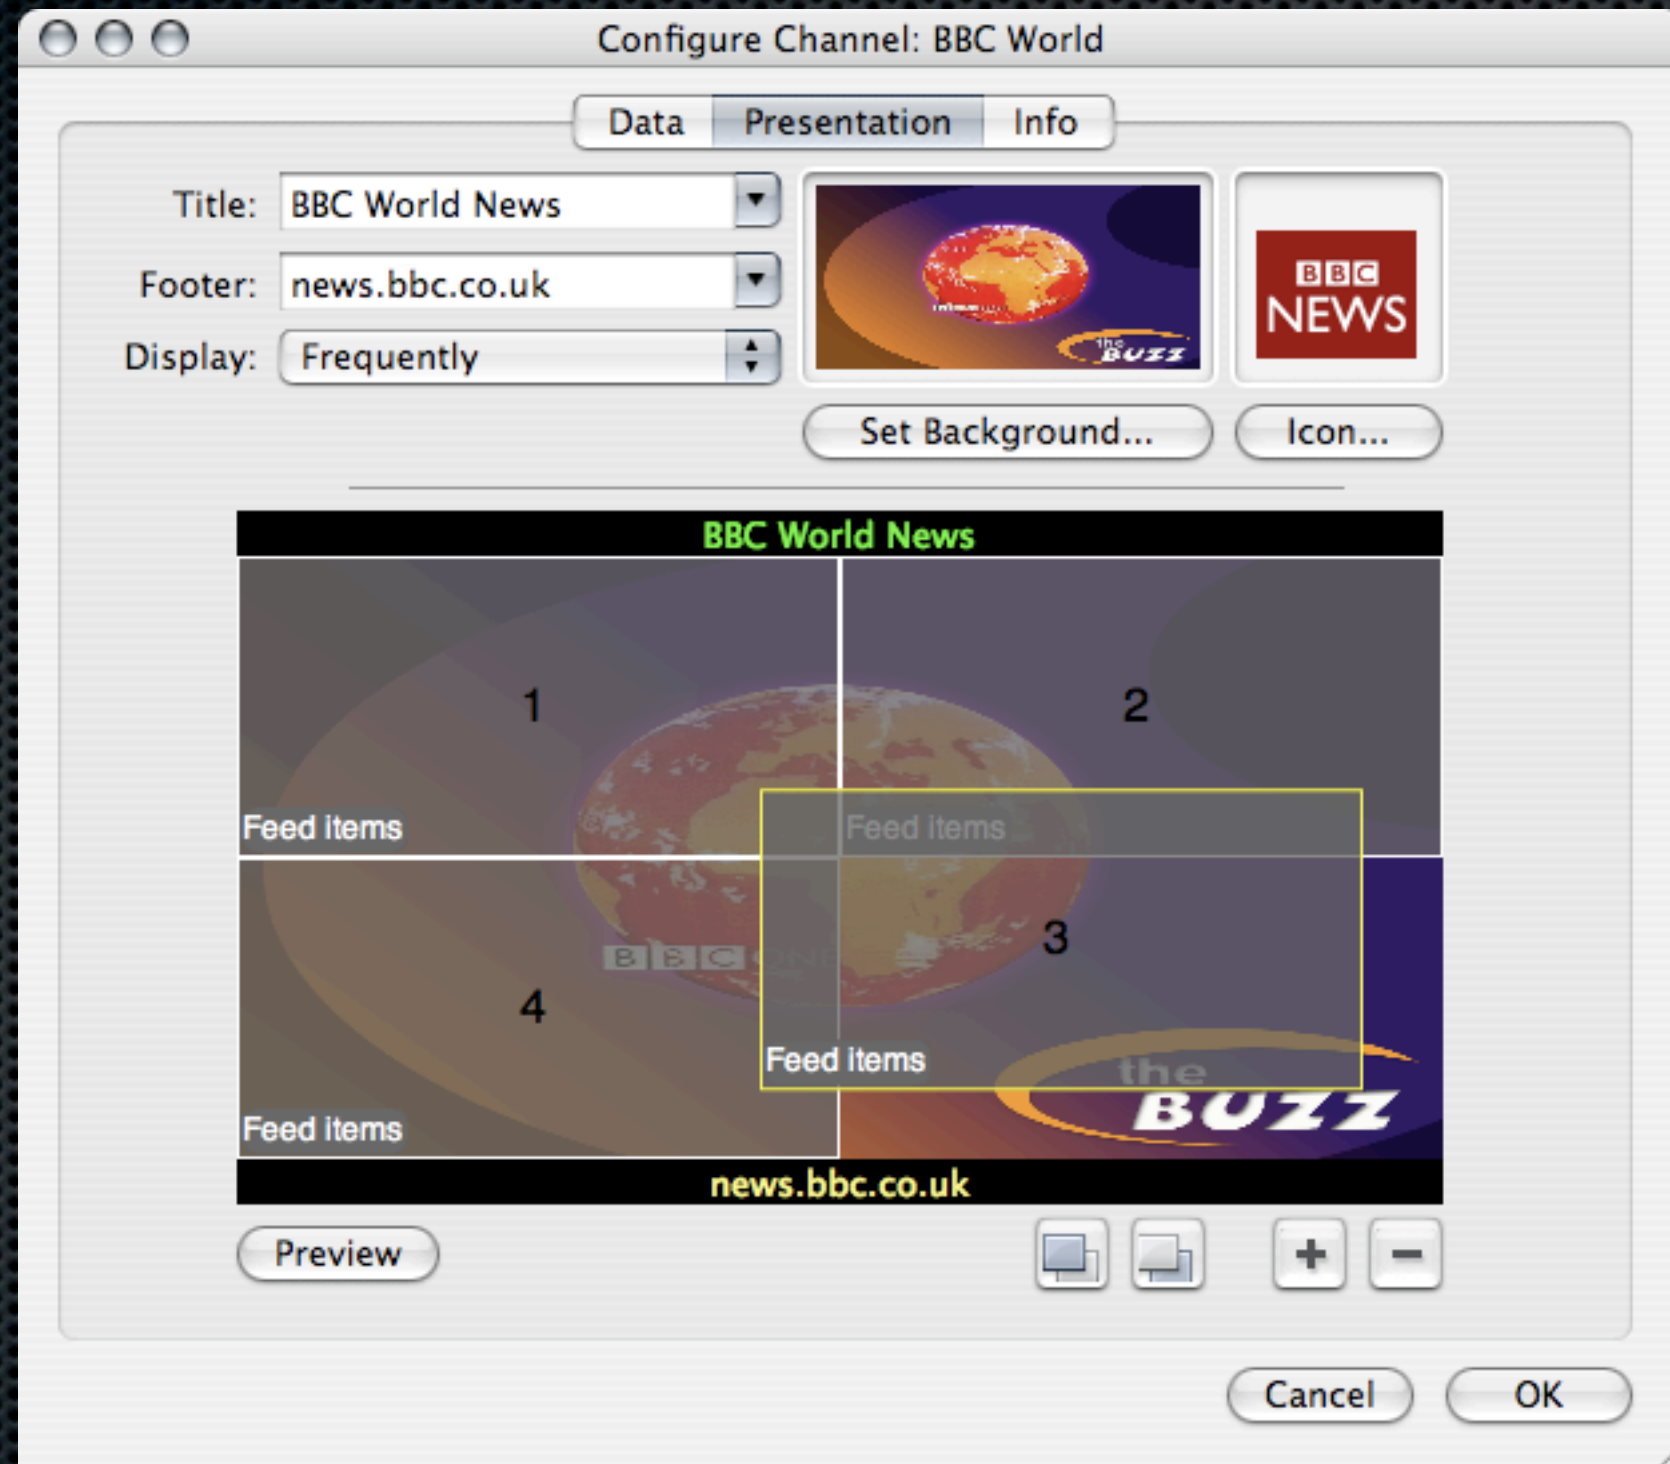 Configure Channel: BBC World
Data Presentation Info
Title: BBC World News
Footer: news.bbc.co.uk
Display: Frequently
the
BUZZ
BBC
NEWS
Set Background...
Icon...
BBC World News
1
2
Feed items
Feed items
3
BBC ONE
4
Feed items
the
BUZZ
Feed items
news.bbc.co.uk
Preview
Cancel
OK